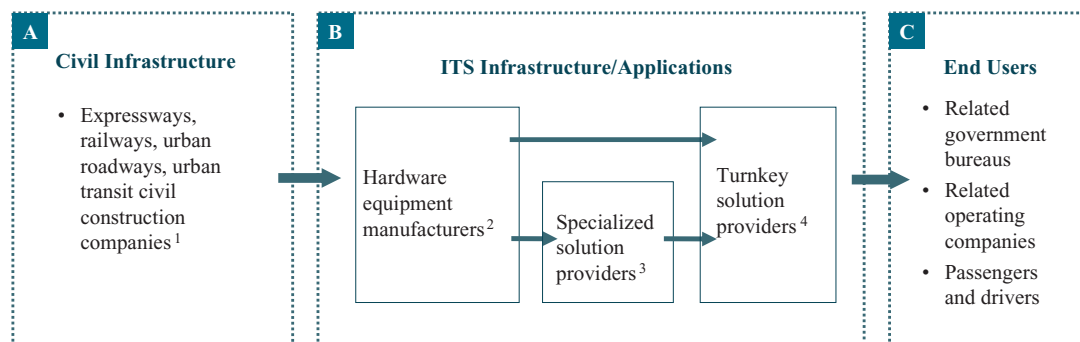 A
Civil Infrastructure
• Expressways,
railways, urban
roadways, urban
transit civil
construction
companies 1
B
ITS Infrastructure/Applications
Hardware
equipment
manufacturers 2
Specialized
solution
providers 3
Turnkey
solution
providers 4
C
End Users
• Related
government
bureaus
• Related
operating
companies
• Passengers
and drivers